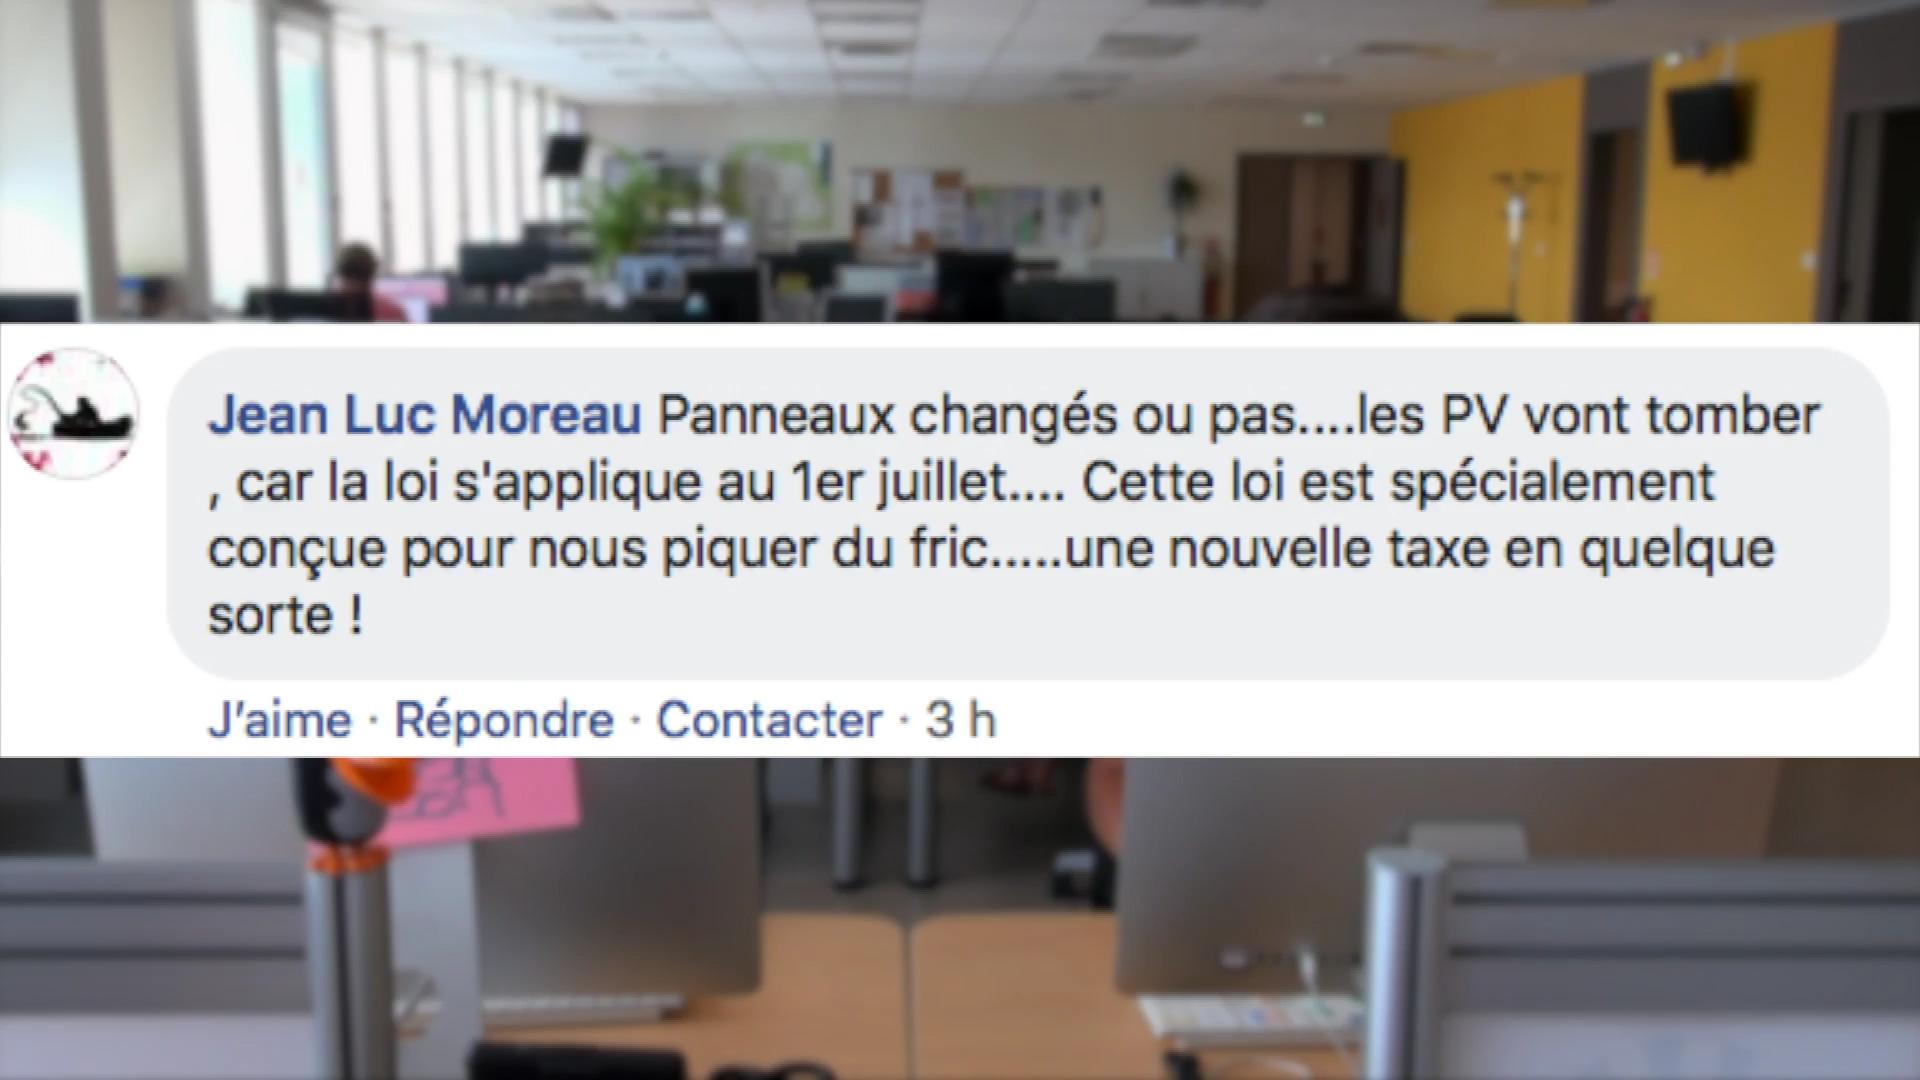 Jean Luc Moreau Panneaux changés ou pas....les PV vont tomber
, car la loi s'applique au 1er juillet.... Cette loi est spécialement
conçue pour nous piquer du fric.....une nouvelle taxe en quelque
sorte !
J'aime · Répondre · Contacter · 3 h